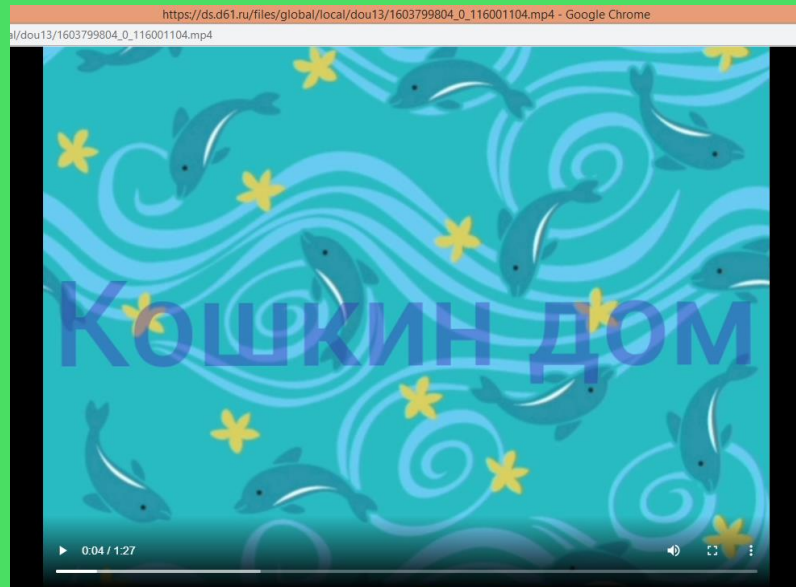 https://ds.d61.ru/files/global/local/dou13/1603799804_0_116001104.mp4 - Google Chrome
al/dou13/1603799804_0_116001104.mp4
Кошкин дом
0:04 / 1:27